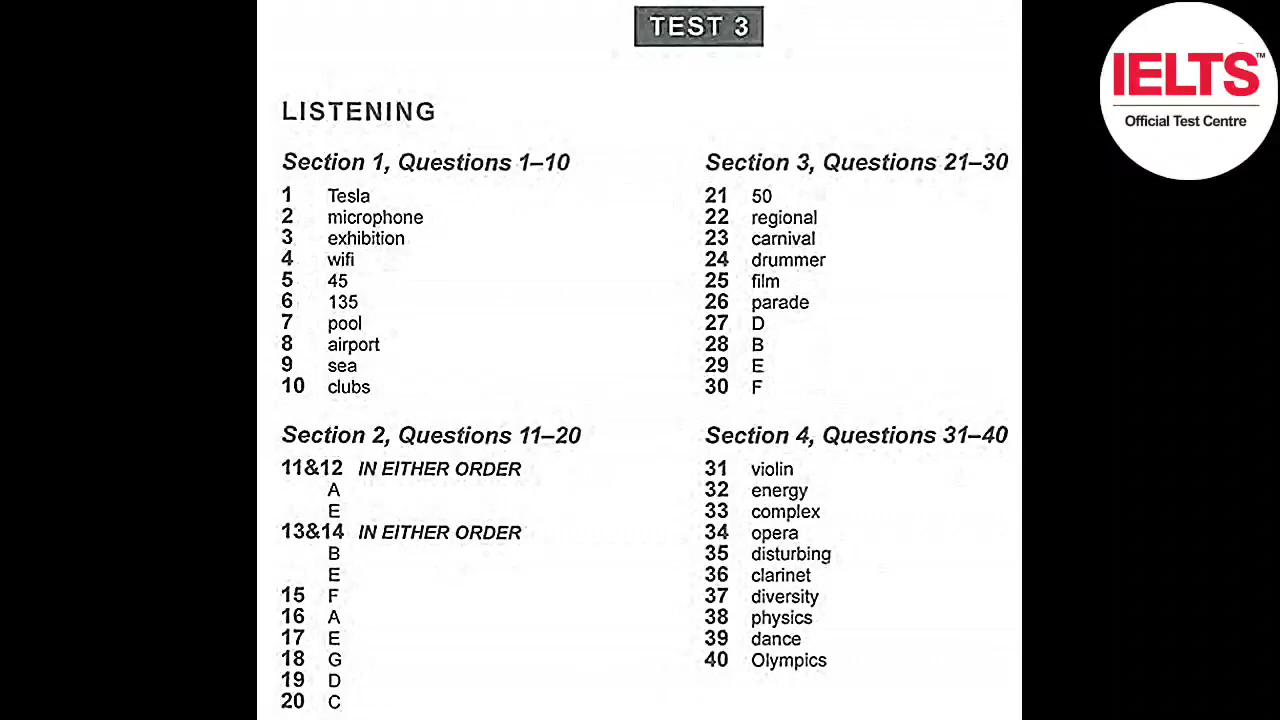 TEST 3
IELTS™
Official Test Centre
LISTENING
Section 1, Questions 1–10
1 Tesla
2 microphone
3 exhibition
4 wifi
5 45
6 135
7 pool
8 airport
9 sea
10 clubs
Section 2, Questions 11–20
11&12 IN EITHER ORDER
A
E
13&14 IN EITHER ORDER
B
E
15 F
16 A
17 E
18 G
19 D
20 C
Section 3, Questions 21–30
21 50
22 regional
23 carnival
24 drummer
25 film
26 parade
27 D
28 B
29 E
30 F
Section 4, Questions 31–40
31 violin
32 energy
33 complex
34 opera
35 disturbing
36 clarinet
37 diversity
38 physics
39 dance
40 Olympics